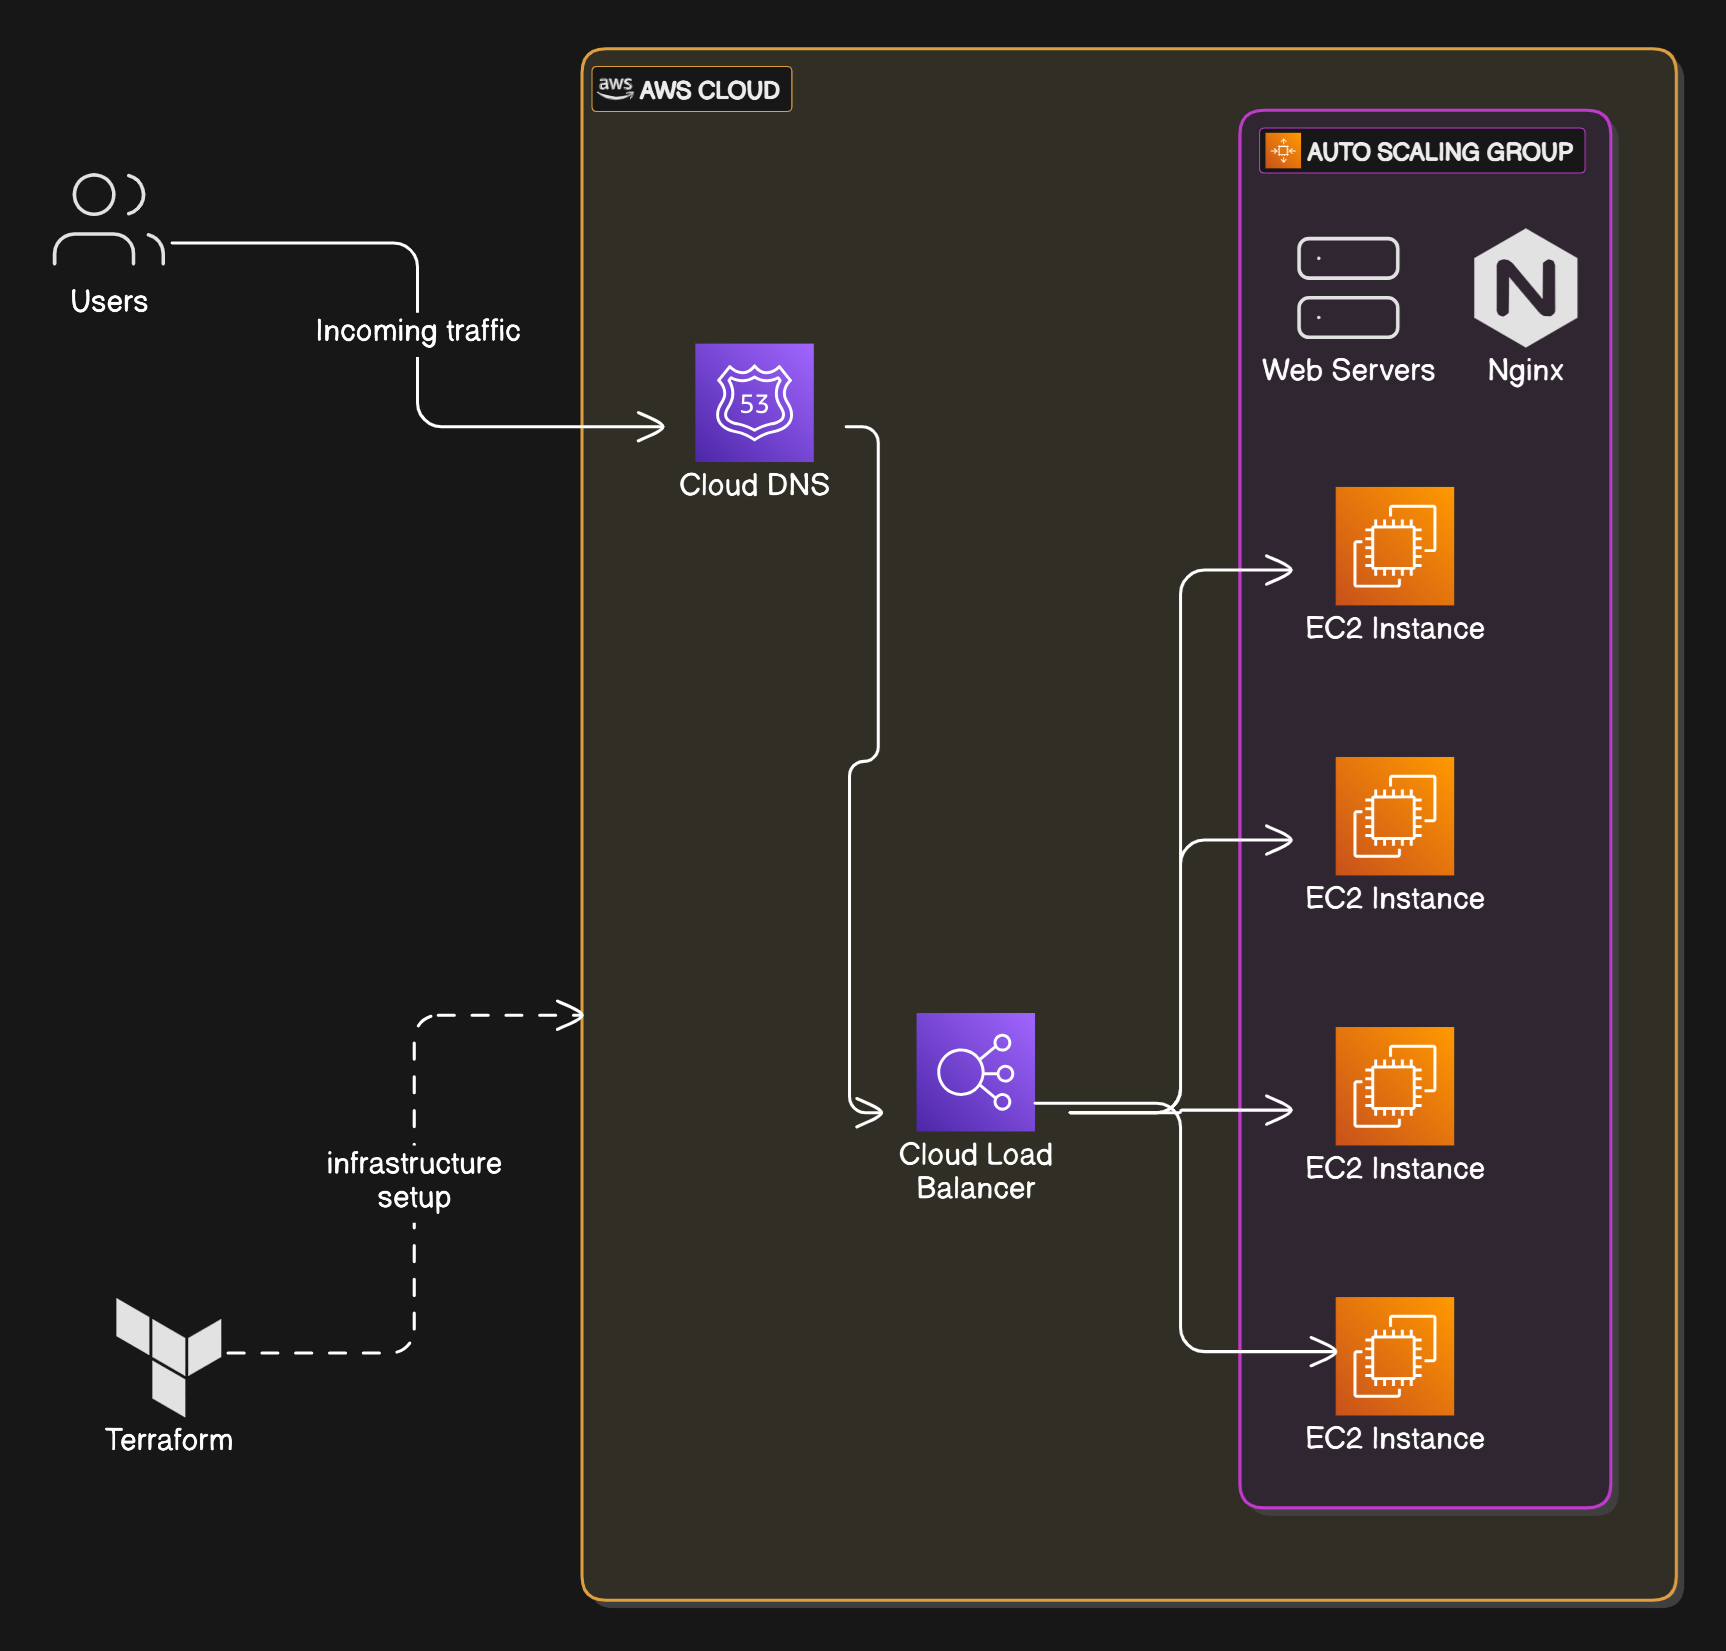 aws AWS CLOUD
AUTO SCALING GROUP
Users
Incoming traffic
Web Servers
Nginx
53
Cloud DNS
EC2 Instance
EC2 Instance
infrastructure
setup
Cloud Load
Balancer
EC2 Instance
Terraform
EC2 Instance